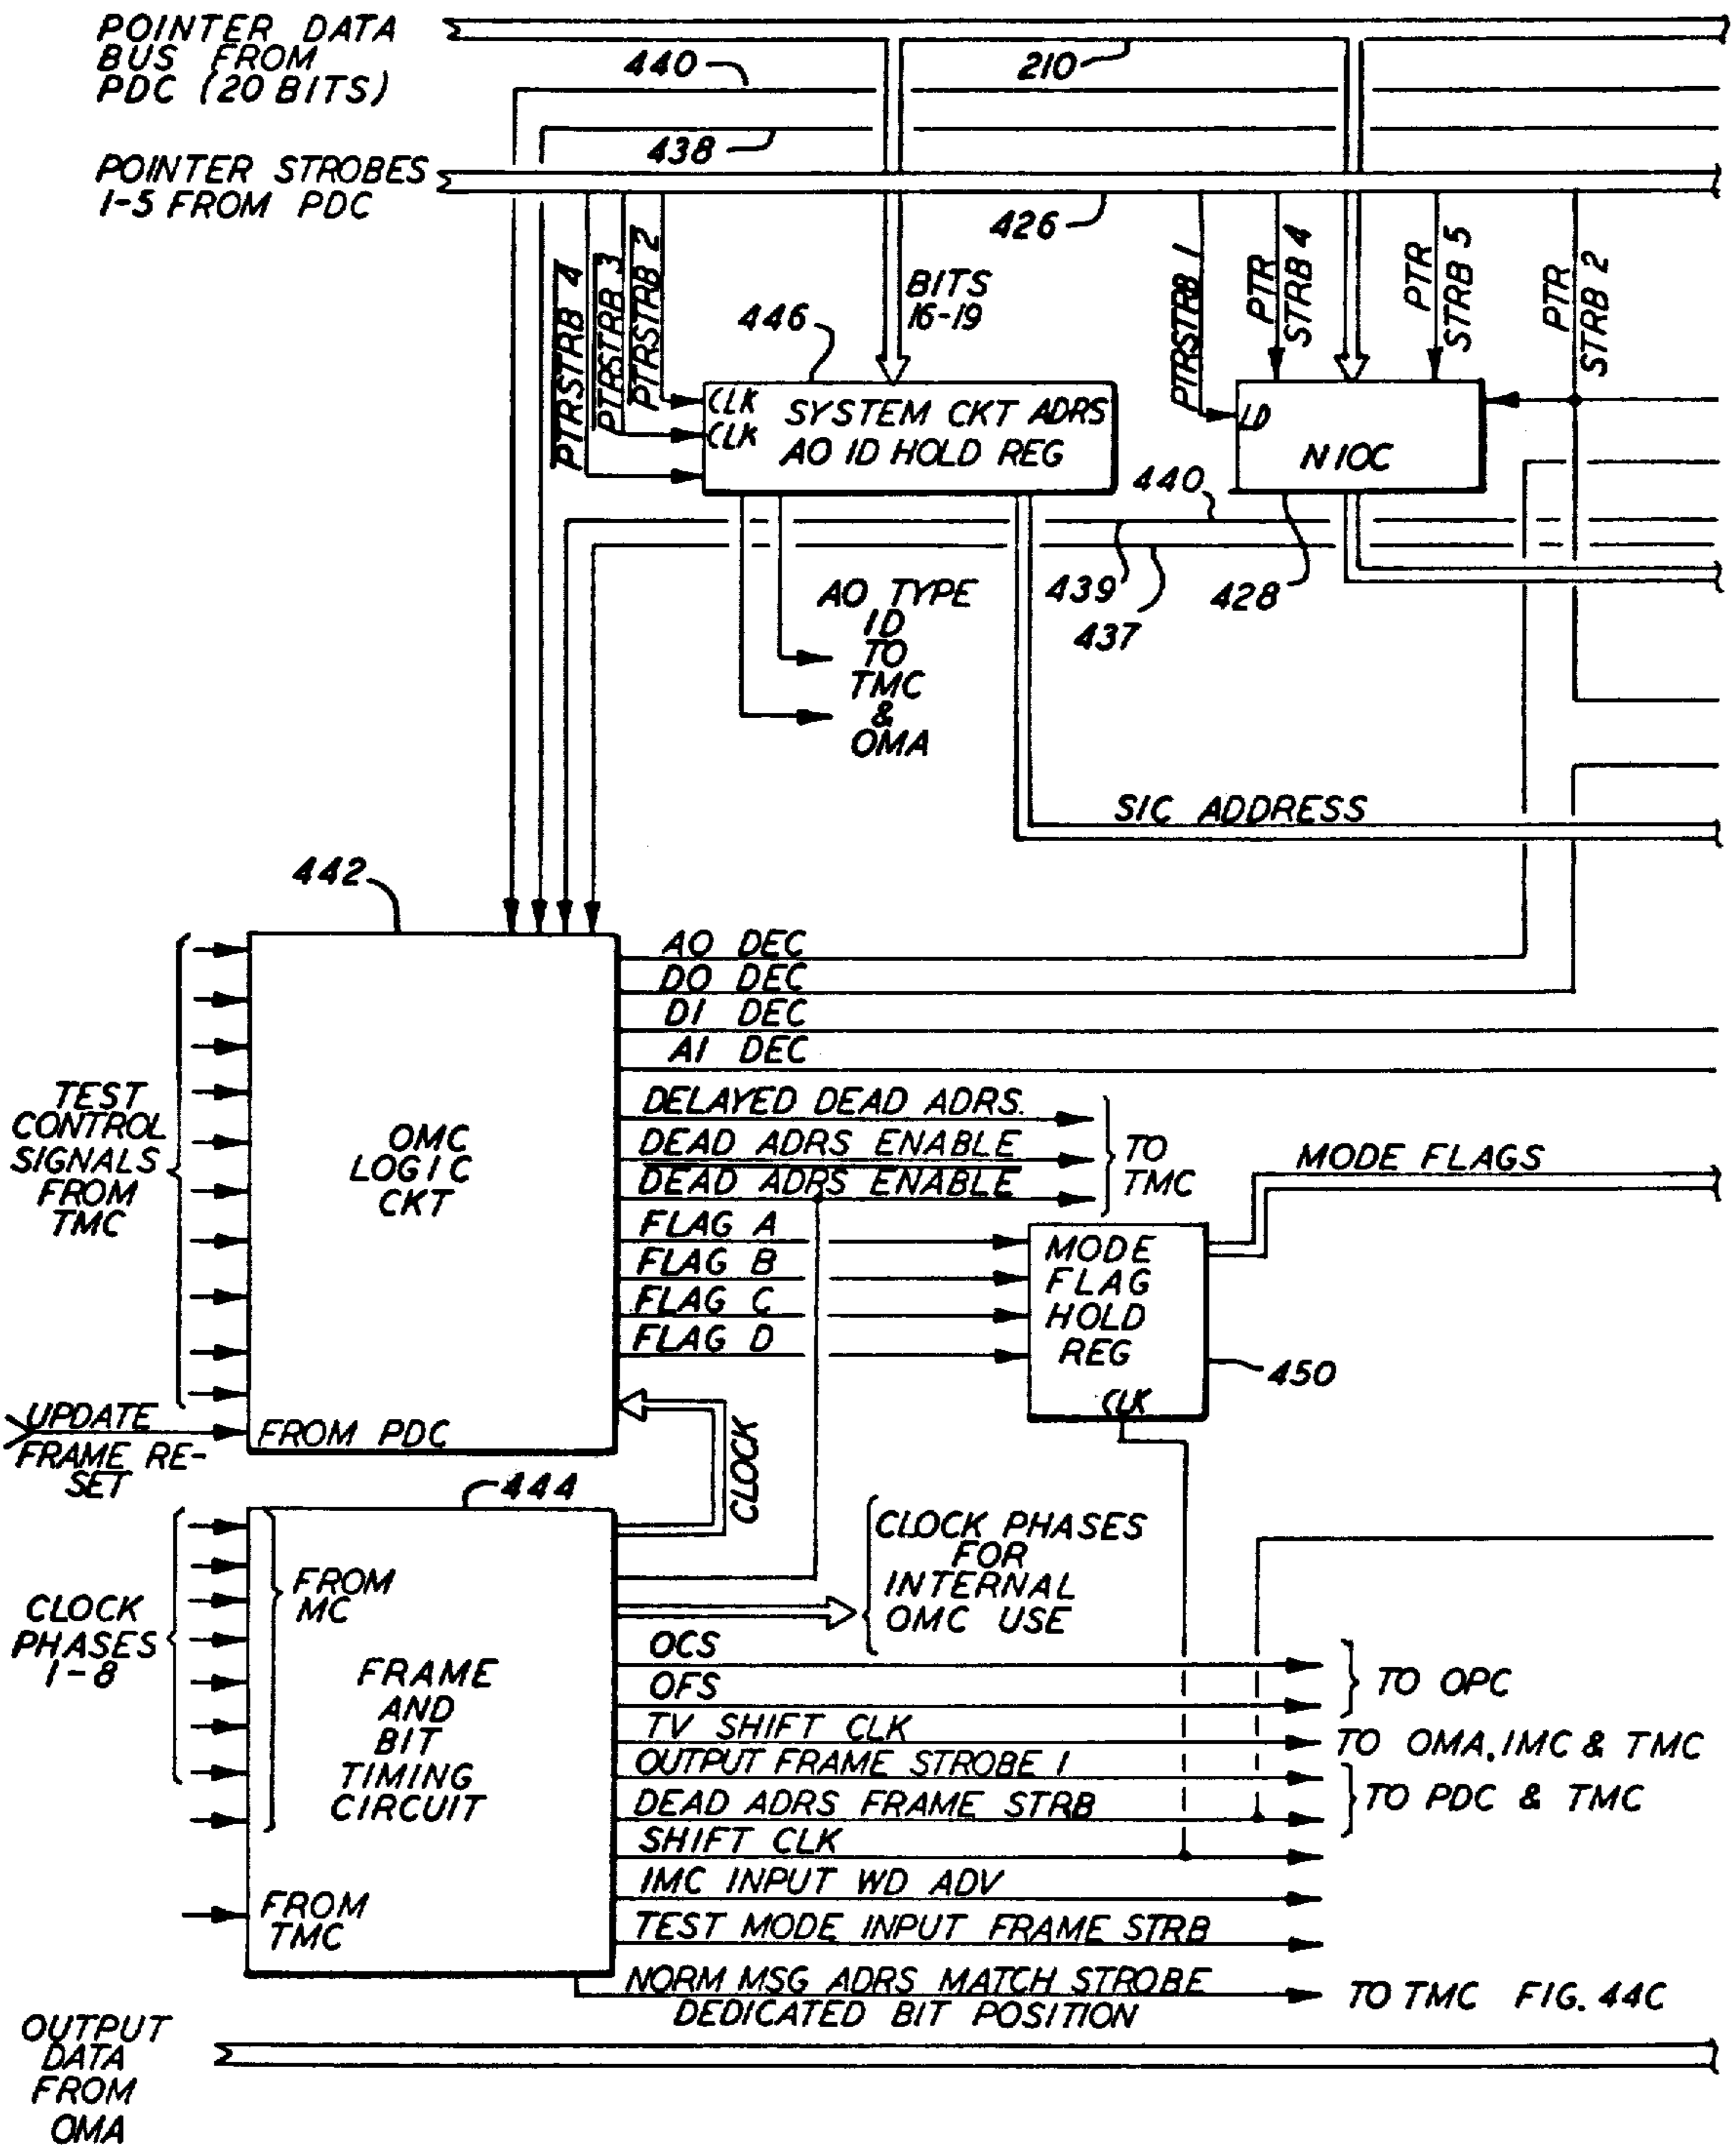 POINTER DATA
BUS FROM
PDC (20 BITS)
440
210
438
POINTER STROBES
1-5 FROM PDC
426
PTRSTRB 4
PTRSTRB 3
PTRSTRB 2
BITS
16-19
PTRSTRB 1
PTR
STRB 4
PTR
STRB 5
PTR
STRB 2
446
CLK
CLK
SYSTEM CKT ADRS
AO ID HOLD REG
LD
NIOC
440
439
437
428
AO TYPE
ID
TO
TMC
&
OMA
SIC ADDRESS
442
TEST
CONTROL
SIGNALS
FROM
TMC
OMC
LOGIC
CKT
AO DEC
DO DEC
DI DEC
AI DEC
DELAYED DEAD ADRS.
DEAD ADRS ENABLE
DEAD ADRS ENABLE
TO
TMC
FLAG A
FLAG B
FLAG C
FLAG D
MODE FLAGS
MODE
FLAG
HOLD
REG
CLK
450
UPDATE
FRAME RE-
SET
FROM PDC
CLOCK
444
CLOCK
PHASES
1-8
FROM
MC
FRAME
AND
BIT
TIMING
CIRCUIT
FROM
TMC
CLOCK PHASES
FOR
INTERNAL
OMC USE
OCS
OFS
TO OPC
TV SHIFT CLK
TO OMA, IMC & TMC
OUTPUT FRAME STROBE 1
DEAD ADRS FRAME STRB
TO PDC & TMC
SHIFT CLK
IMC INPUT WD ADV
TEST MODE INPUT FRAME STRB
NORM MSG ADRS MATCH STROBE
DEDICATED BIT POSITION
TO TMC FIG. 44C
OUTPUT
DATA
FROM
OMA